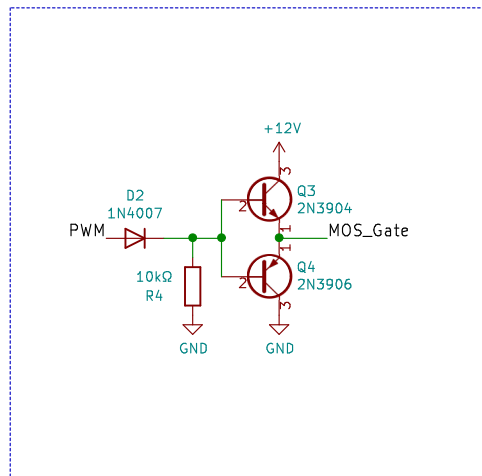 +12V
3
D2
1N4007
Q3
2N3904
2
PWM
1
MOS_Gate
1
10kΩ
R4
Q4
2N3906
2
3
GND
GND